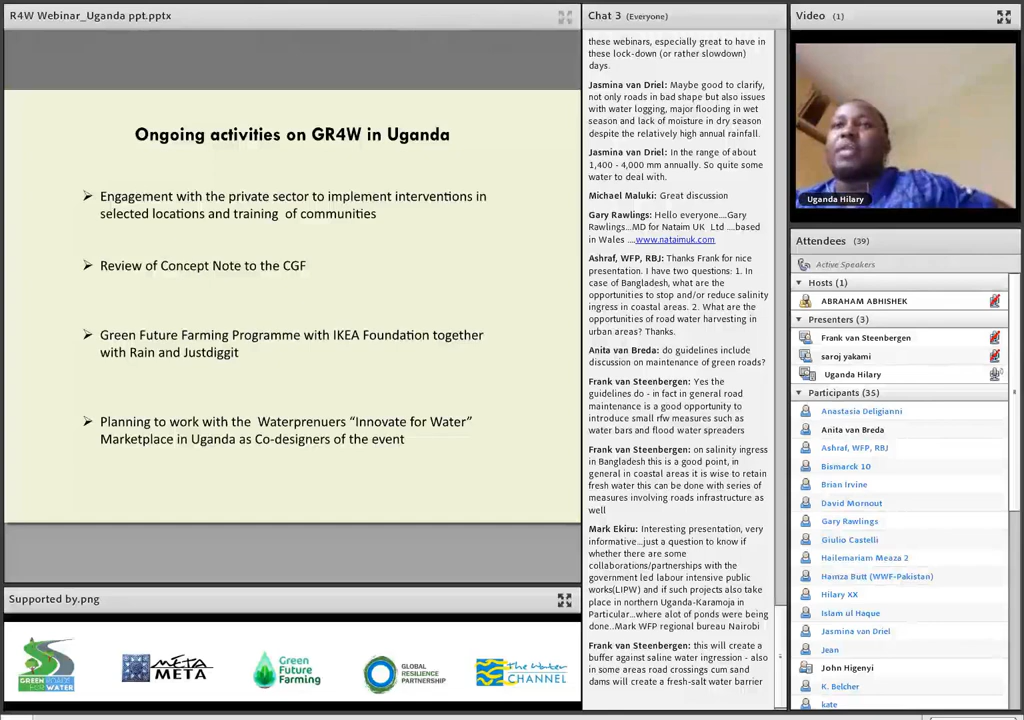 R4W Webinar_Uganda ppt.pptx
Ongoing activities on GR4W in Uganda
➢ Engagement with the private sector to implement interventions in
selected locations and training of communities
➢ Review of Concept Note to the CGF
➢ Green Future Farming Programme with IKEA Foundation together
with Rain and Justdiggit
➢ Planning to work with the Waterprenuers “Innovate for Water”
Marketplace in Uganda as Co-designers of the event
Supported by.png
GREEN ROADS
FOR WATER
META
META
Green
Future
Farming
GLOBAL
RESILIENCE
PARTNERSHIP
The Water
CHANNEL
Chat 3 (Everyone)
these webinars, especially great to have in
these lock-down (or rather slowdown)
days.
Jasmina van Driel: Maybe good to clarify,
not only roads in bad shape but also issues
with water logging, major flooding in wet
season and lack of moisture in dry season
despite the relatively high annual rainfall.
Jasmina van Driel: In the range of about
1,400 - 4,000 mm annually. So quite some
water to deal with.
Michael Maluki: Great discussion
Gary Rawlings: Hello everyone....Gary
Rawlings...MD for Nataim UK Ltd ....based
in Wales ....www.nataimuk.com
Ashraf, WFP, RBJ: Thanks Frank for nice
presentation. I have two questions: 1. In
case of Bangladesh, what are the
opportunities to stop and/or reduce salinity
ingress in coastal areas. 2. What are the
opportunities of road water harvesting in
urban areas? Thanks.
Anita van Breda: do guidelines include
discussion on maintenance of green roads?
Frank van Steenbergen: Yes the
guidelines do - in fact in general road
maintenance is a good opportunity to
introduce small rfw measures such as
water bars and flood water spreaders
Frank van Steenbergen: on salinity ingress
in Bangladesh this is a good point, in
general in coastal areas it is wise to retain
fresh water this can be done with series of
measures involving roads infrastructure as
well
Mark Ekiru: Interesting presentation, very
informative...just a question to know if
whether there are some
collaborations/partnerships with the
government led labour intensive public
works(LIPW) and if such projects also take
place in northern Uganda-Karamoja in
Particular...where alot of ponds were being
done..Mark WFP regional bureau Nairobi
Frank van Steenbergen: this will create a
buffer against saline water ingression - also
in some areas road crossings cum sand
dams will create a fresh-salt water barrier
Video (1)
Uganda Hilary
Attendees (39)
Active Speakers
Hosts (1)
ABRAHAM ABHISHEK
Presenters (3)
Frank van Steenbergen
saroj yakami
Uganda Hilary
Participants (35)
Anastasia Deligianni
Anita van Breda
Ashraf, WFP, RBJ
Bismarck 10
Brian Irvine
David Mornout
Gary Rawlings
Giulio Castelli
Hailemariam Meaza 2
Hamza Butt (WWF-Pakistan)
Hilary XX
Islam ul Haque
Jasmina van Driel
Jean
John Higenyi
K. Belcher
kate